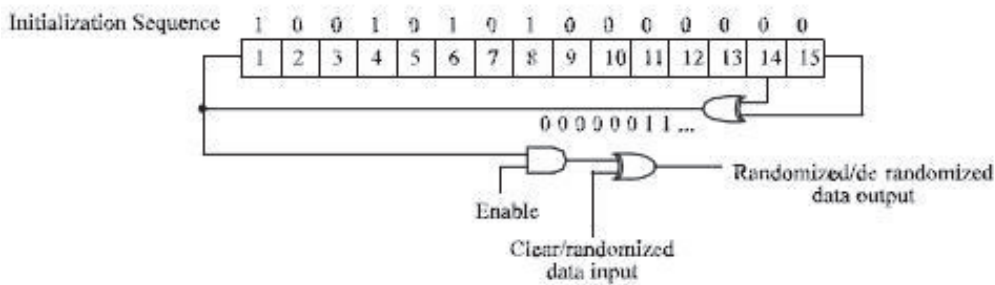 Initialization Sequence 1 0 0 1 0 1 0 1 0 0 0 0 0 0 0
1 2 3 4 5 6 7 8 9 10 11 12 13 14 15
0 0 0 0 0 0 1 1 ...
Randomized/de randomized
data output
Enable
Clear/randomized
data input